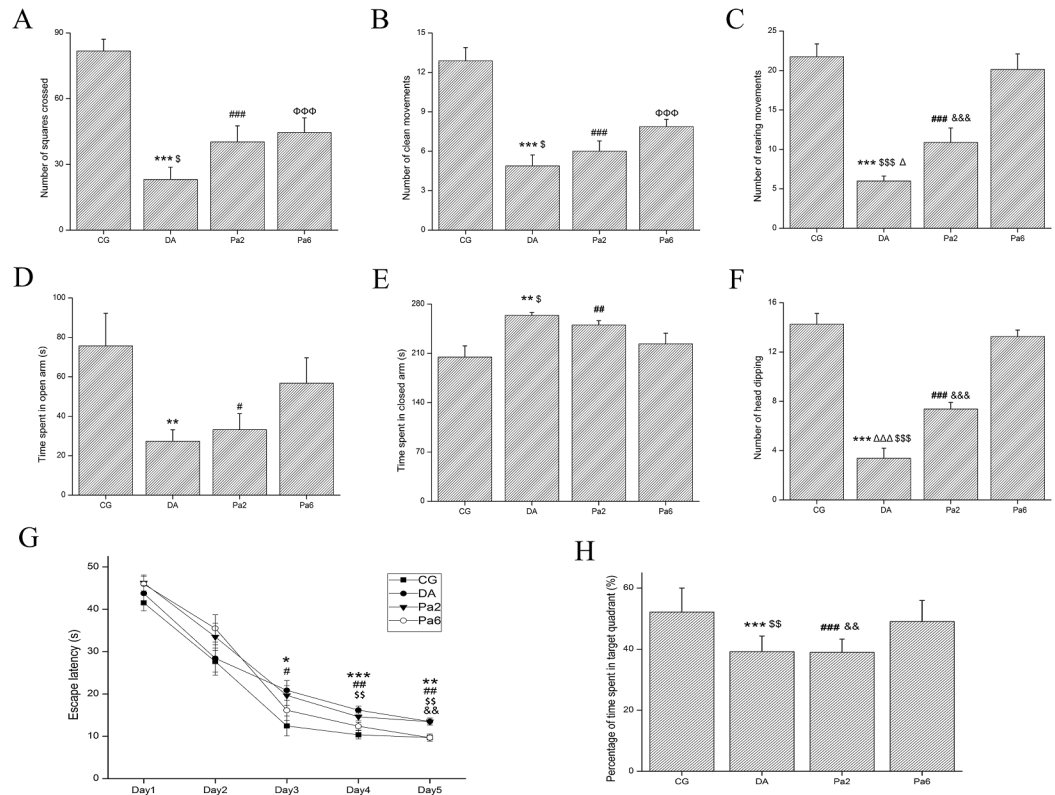 A
Number of squares crossed
90
60
30
0
*** $
###
ΦΦΦ
CG DA Pa2 Pa6
B
Number of clean movements
15
12
9
6
3
0
*** $
###
ΦΦΦ
CG DA Pa2 Pa6
C
Number of rearing movements
25
20
15
10
5
0
*** $$$ Δ
### &&&
CG DA Pa2 Pa6
D
Time spent in open arm (s)
100
80
60
40
20
0
**
#
CG DA Pa2 Pa6
E
Time spent in closed arm (s)
280
210
140
70
0
** $
##
CG DA Pa2 Pa6
F
Number of head dipping
16
12
8
4
0
*** ΔΔΔ $$$
### &&&
CG DA Pa2 Pa6
G
Escape latency (s)
50
40
30
20
10
0
CG
DA
Pa2
Pa6
*
#
***
##
$$
**
##
$$
&&
Day1 Day2 Day3 Day4 Day5
H
Percentage of time spent in target quadrant (%)
60
40
20
0
*** $$
### &&
CG DA Pa2 Pa6